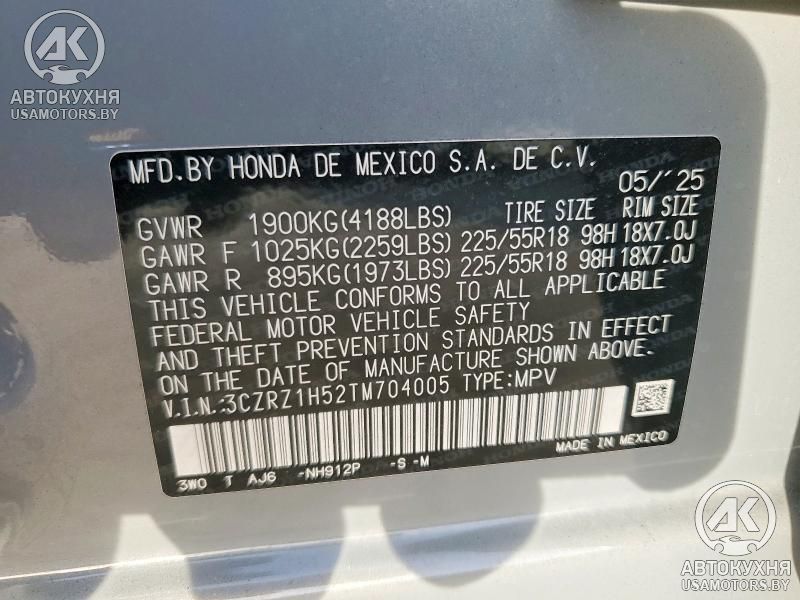 AK
АВТОКУХНЯ
USAMOTORS.BY
MFD.BY HONDA DE MEXICO S.A. DE C.V.
05/'25
GVWR 1900KG(4188LBS) TIRE SIZE RIM SIZE
GAWR F 1025KG(2259LBS) 225/55R18 98H 18X7.0J
GAWR R 895KG(1973LBS) 225/55R18 98H 18X7.0J
THIS VEHICLE CONFORMS TO ALL APPLICABLE
FEDERAL MOTOR VEHICLE SAFETY
AND THEFT PREVENTION STANDARDS IN EFFECT
ON THE DATE OF MANUFACTURE SHOWN ABOVE.
V.I.N.:3CZRZ1H52TM704005 TYPE:MPV
MADE IN MEXICO
3WO T AJ6 -NH912P -S -M
AK
АВТОКУХНЯ
USAMOTORS.BY